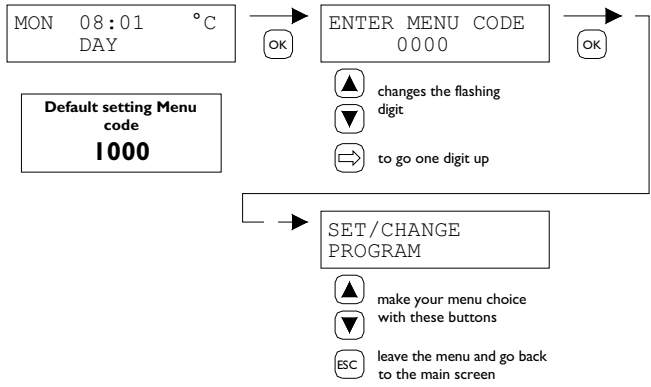 MON 08:01 °C
DAY
OK
ENTER MENU CODE
0000
OK
changes the flashing
digit
to go one digit up
Default setting Menu
code
1000
SET/CHANGE
PROGRAM
make your menu choice
with these buttons
ESC
leave the menu and go back
to the main screen